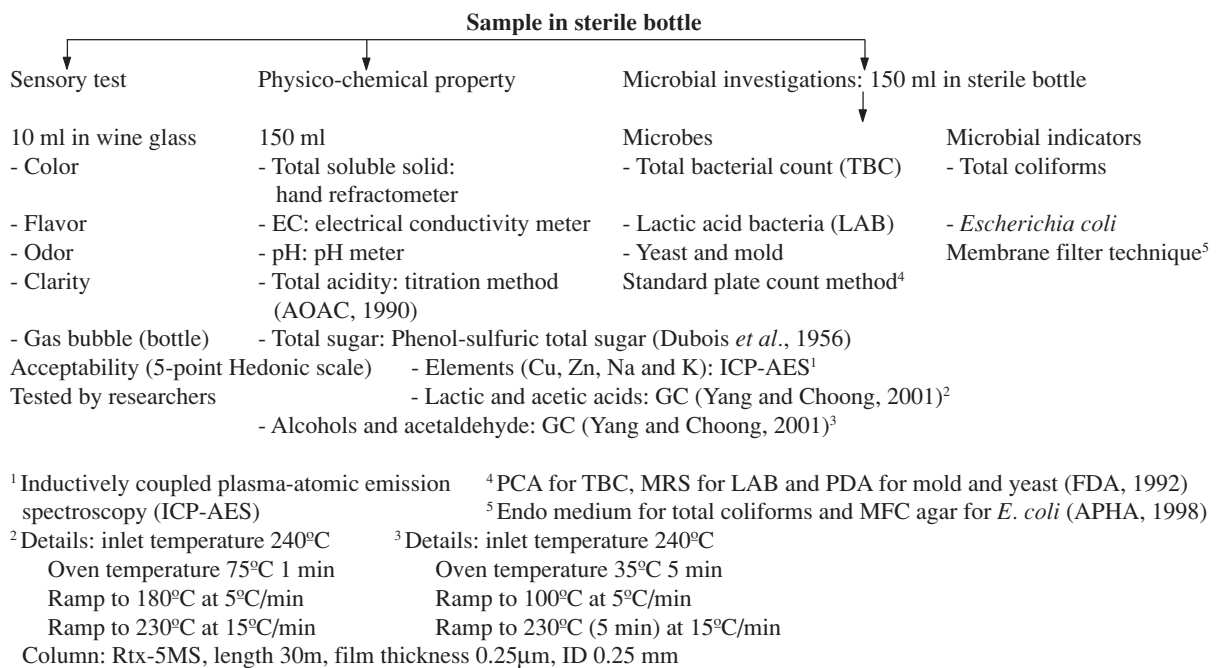 Sample in sterile bottle
Sensory test Physico-chemical property Microbial investigations: 150 ml in sterile bottle
10 ml in wine glass 150 ml Microbes Microbial indicators
- Color - Total soluble solid: - Total bacterial count (TBC) - Total coliforms
hand refractometer
- Flavor - EC: electrical conductivity meter - Lactic acid bacteria (LAB) - Escherichia coli
- Odor - pH: pH meter - Yeast and mold Membrane filter technique⁵
- Clarity - Total acidity: titration method Standard plate count method⁴
(AOAC, 1990)
- Gas bubble (bottle) - Total sugar: Phenol-sulfuric total sugar (Dubois et al., 1956)
Acceptability (5-point Hedonic scale) - Elements (Cu, Zn, Na and K): ICP-AES¹
Tested by researchers - Lactic and acetic acids: GC (Yang and Choong, 2001)²
- Alcohols and acetaldehyde: GC (Yang and Choong, 2001)³
¹ Inductively coupled plasma-atomic emission ⁴ PCA for TBC, MRS for LAB and PDA for mold and yeast (FDA, 1992)
spectroscopy (ICP-AES) ⁵ Endo medium for total coliforms and MFC agar for E. coli (APHA, 1998)
² Details: inlet temperature 240ºC ³ Details: inlet temperature 240ºC
Oven temperature 75ºC 1 min Oven temperature 35ºC 5 min
Ramp to 180ºC at 5ºC/min Ramp to 100ºC at 5ºC/min
Ramp to 230ºC at 15ºC/min Ramp to 230ºC (5 min) at 15ºC/min
Column: Rtx-5MS, length 30m, film thickness 0.25µm, ID 0.25 mm